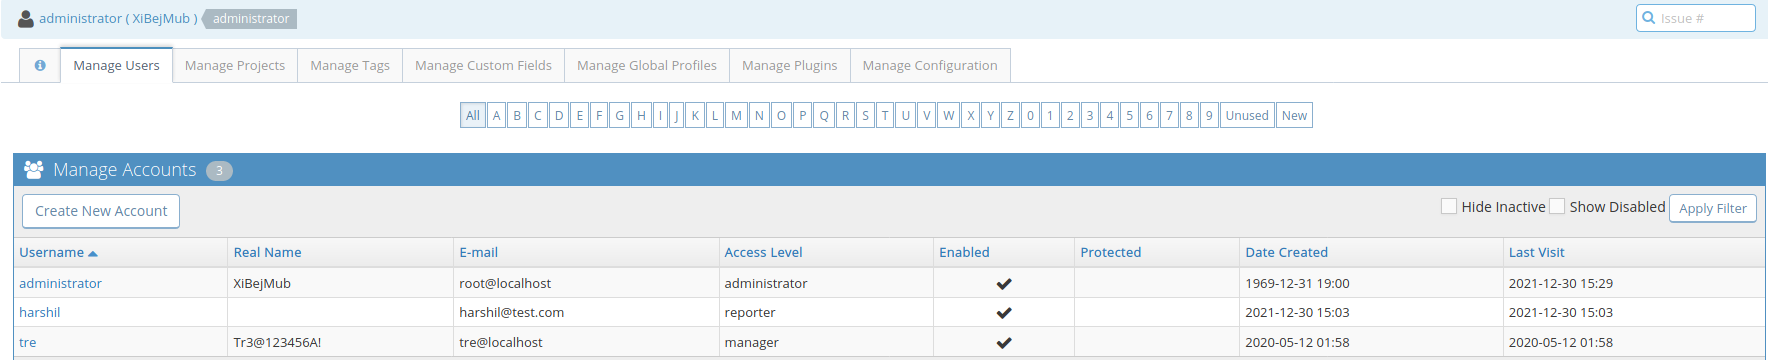 administrator ( XiBejMub ) administrator Issue #
Manage Users Manage Projects Manage Tags Manage Custom Fields Manage Global Profiles Manage Plugins Manage Configuration
All A B C D E F G H I J K L M N O P Q R S T U V W X Y Z 0 1 2 3 4 5 6 7 8 9 Unused New
Manage Accounts 3
Create New Account Hide Inactive Show Disabled Apply Filter
Username Real Name E-mail Access Level Enabled Protected Date Created Last Visit
administrator XiBejMub root@localhost administrator 1969-12-31 19:00 2021-12-30 15:29
harshil harshil@test.com reporter 2021-12-30 15:03 2021-12-30 15:03
tre Tr3@123456A! tre@localhost manager 2020-05-12 01:58 2020-05-12 01:58